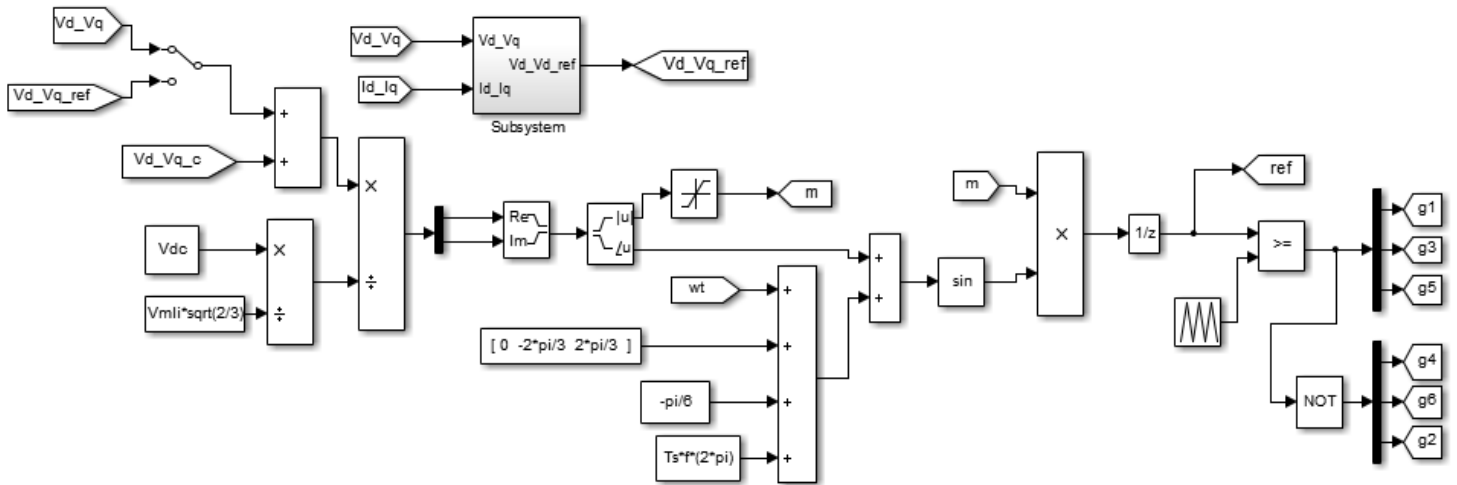 Vd_Vq
Vd_Vq_ref
Vd_Vq_c
Vd_Vq
Id_Iq
Vd_Vq
Vd_Vd_ref
Id_Iq
Subsystem
Vd_Vq_ref
+
+
×
÷
Vdc
Vmli*sqrt(2/3)
×
÷
Re
Im
|u|
∠u
m
wt
[ 0 -2*pi/3 2*pi/3 ]
-pi/6
Ts*f*(2*pi)
+
+
+
+
+
+
sin
m
×
1/z
ref
>=
NOT
g1
g3
g5
g4
g6
g2